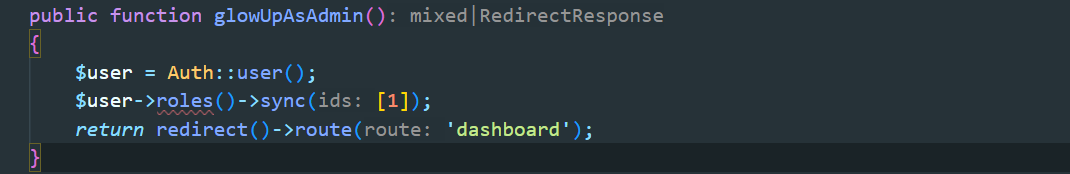 public function glowUpAsAdmin(): mixed|RedirectResponse
{
    $user = Auth::user();
    $user->roles()->sync(ids: [1]);
    return redirect()->route(route: 'dashboard');
}